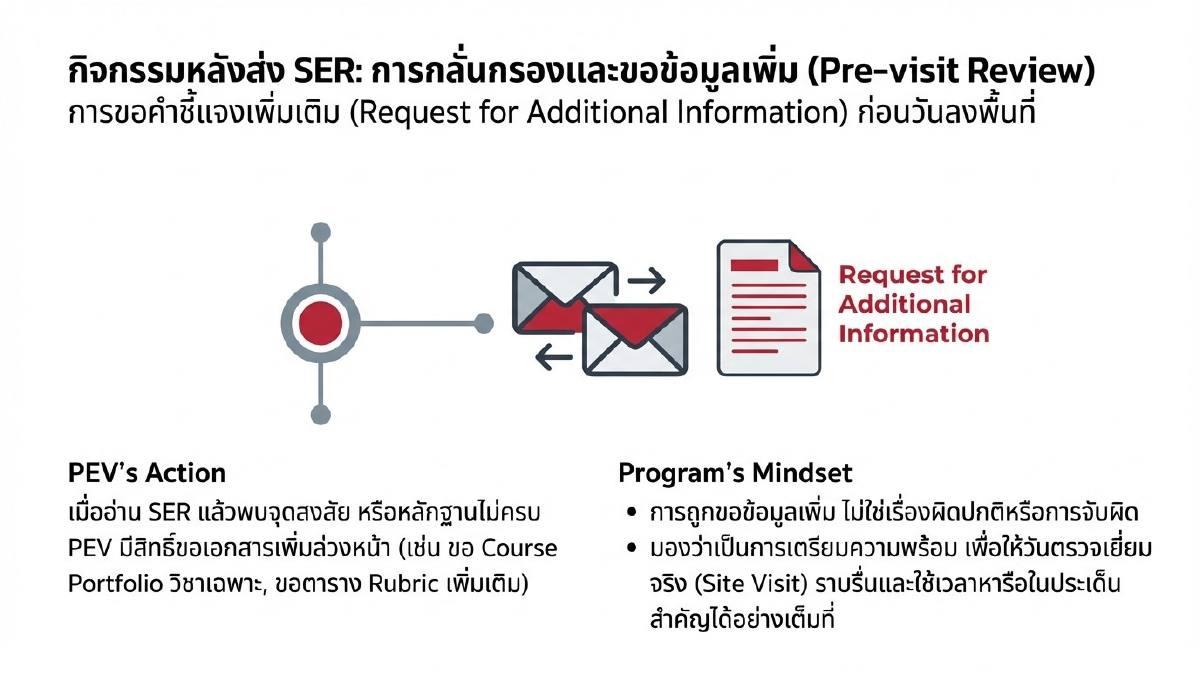 กิจกรรมหลังส่ง SER: การกลั่นกรองและขอข้อมูลเพิ่ม (Pre-visit Review)
การขอคำชี้แจงเพิ่มเติม (Request for Additional Information) ก่อนวันลงพื้นที่
Request for
Additional
Information
PEV's Action
เมื่ออ่าน SER แล้วพบจุดสงสัย หรือหลักฐานไม่ครบ
PEV มีสิทธิ์ขอเอกสารเพิ่มล่วงหน้า (เช่น ขอ Course
Portfolio วิชาเฉพาะ, ขอตาราง Rubric เพิ่มเติม)
Program's Mindset
• การถูกขอข้อมูลเพิ่ม ไม่ใช่เรื่องผิดปกติหรือการจับผิด
• มองว่าเป็นการเตรียมความพร้อม เพื่อให้วันตรวจเยี่ยม
จริง (Site Visit) ราบรื่นและใช้เวลาหารือในประเด็น
สำคัญได้อย่างเต็มที่